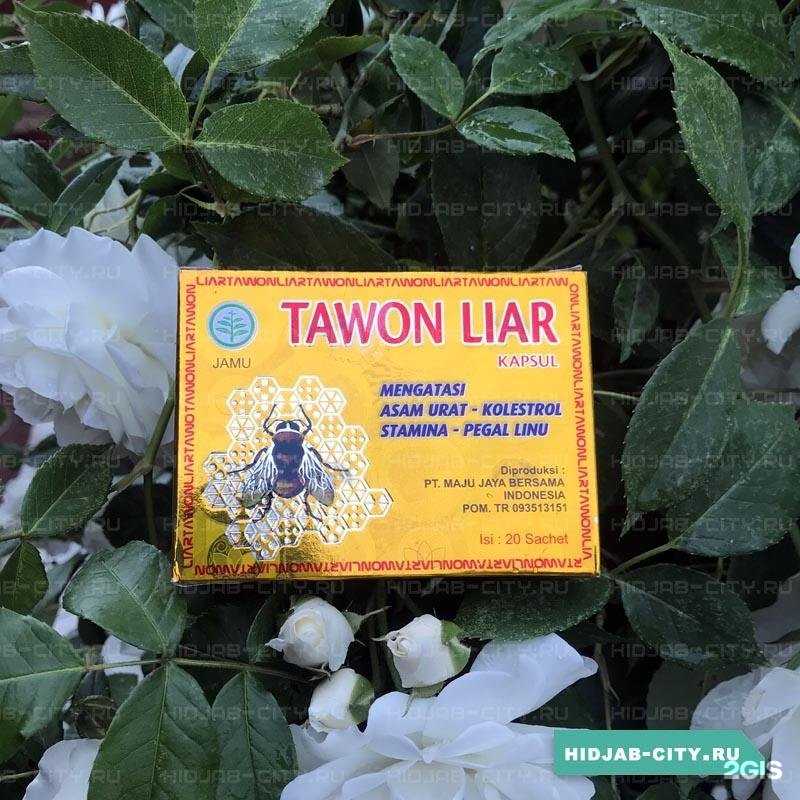 LIARTAWONLIARTAWONLIARTAWONLIARTAWONLIARTAW
TAWON LIAR
JAMU
KAPSUL
MENGATASI
ASAM URAT - KOLESTROL
STAMINA - PEGAL LINU
Diproduksi :
PT. MAJU JAYA BERSAMA
INDONESIA
POM. TR 093513151
Isi : 20 Sachet
HIDJAB-CITY.RU
2GIS